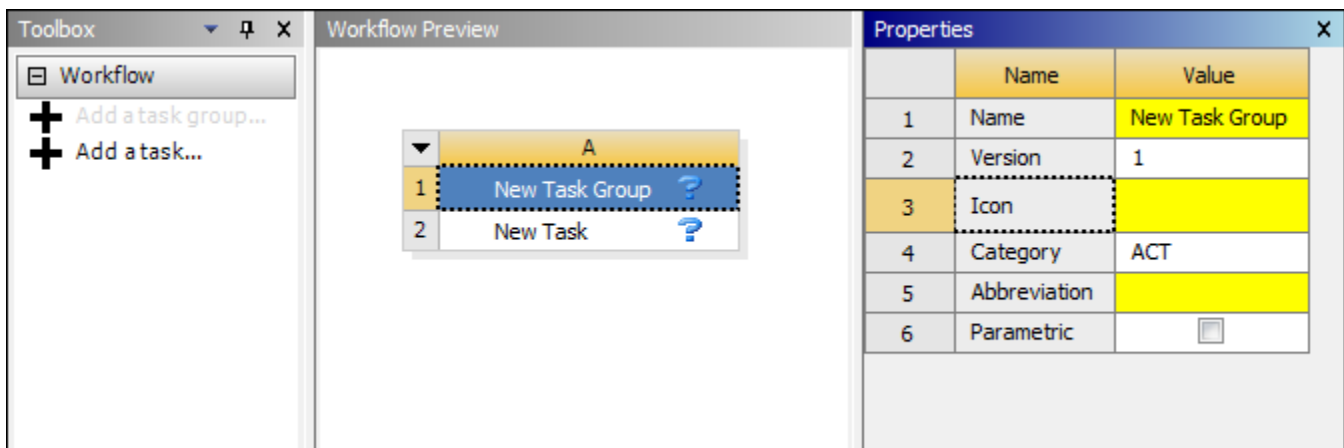 Toolbox
Workflow
Add a task group...
Add a task...
Workflow Preview
A
1 New Task Group ?
2 New Task ?
Properties
Name Value
1 Name New Task Group
2 Version 1
3 Icon
4 Category ACT
5 Abbreviation
6 Parametric